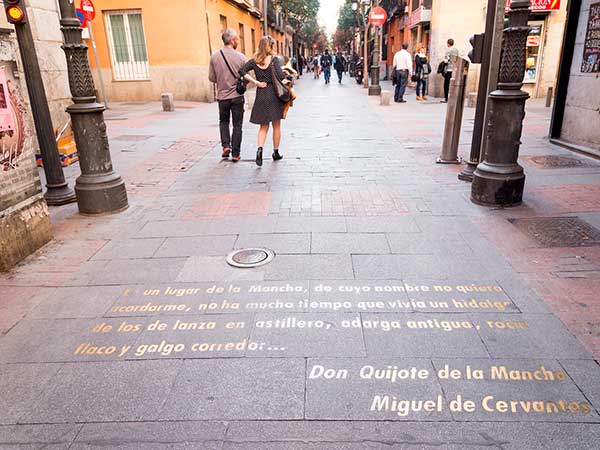 En un lugar de la Mancha, de cuyo nombre no quiero
acordarme, no ha mucho tiempo que vivía un hidalgo
de los de lanza en astillero, adarga antigua, rocín
flaco y galgo corredor...
Don Quijote de la Mancha
Miguel de Cervantes